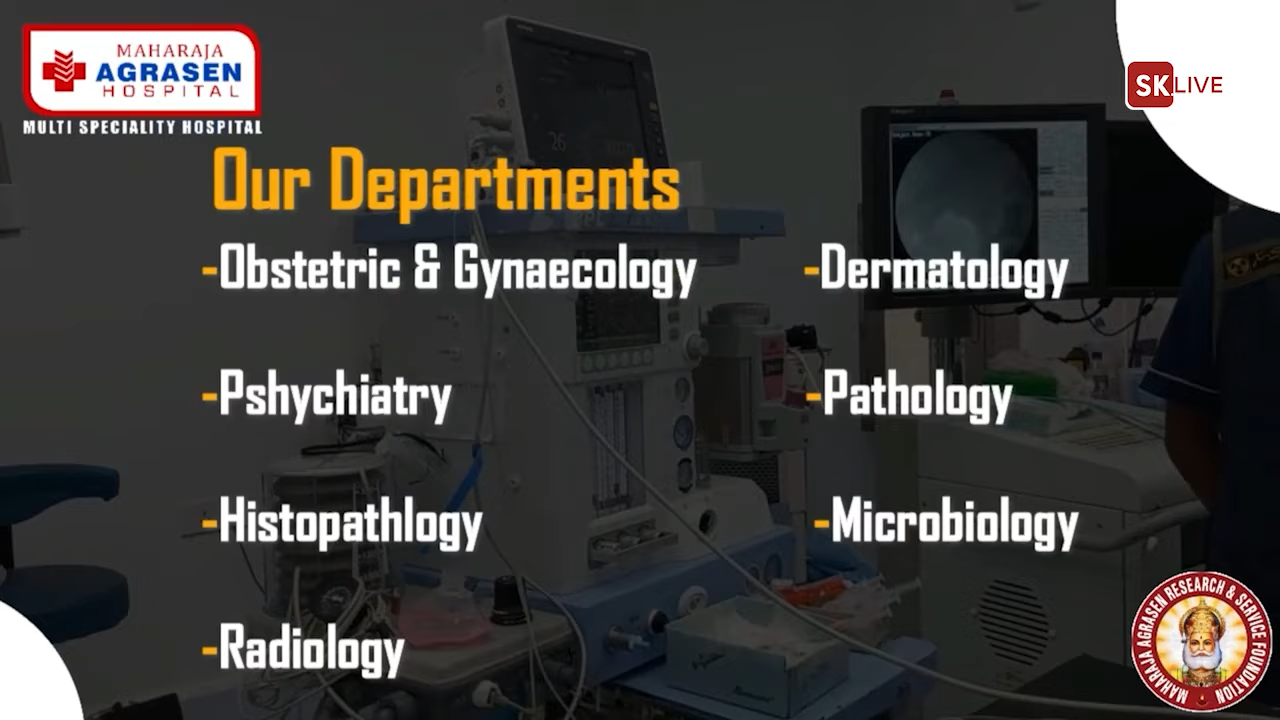 MAHARAJA
AGRASEN
HOSPITAL
MULTI SPECIALITY HOSPITAL
SK LIVE
Our Departments
-Obstetric & Gynaecology
-Dermatology
-Pshychiatry
-Pathology
-Histopathlogy
-Microbiology
-Radiology
26
MAHARAJA AGRASEN RESEARCH & SERVICE FOUNDATION